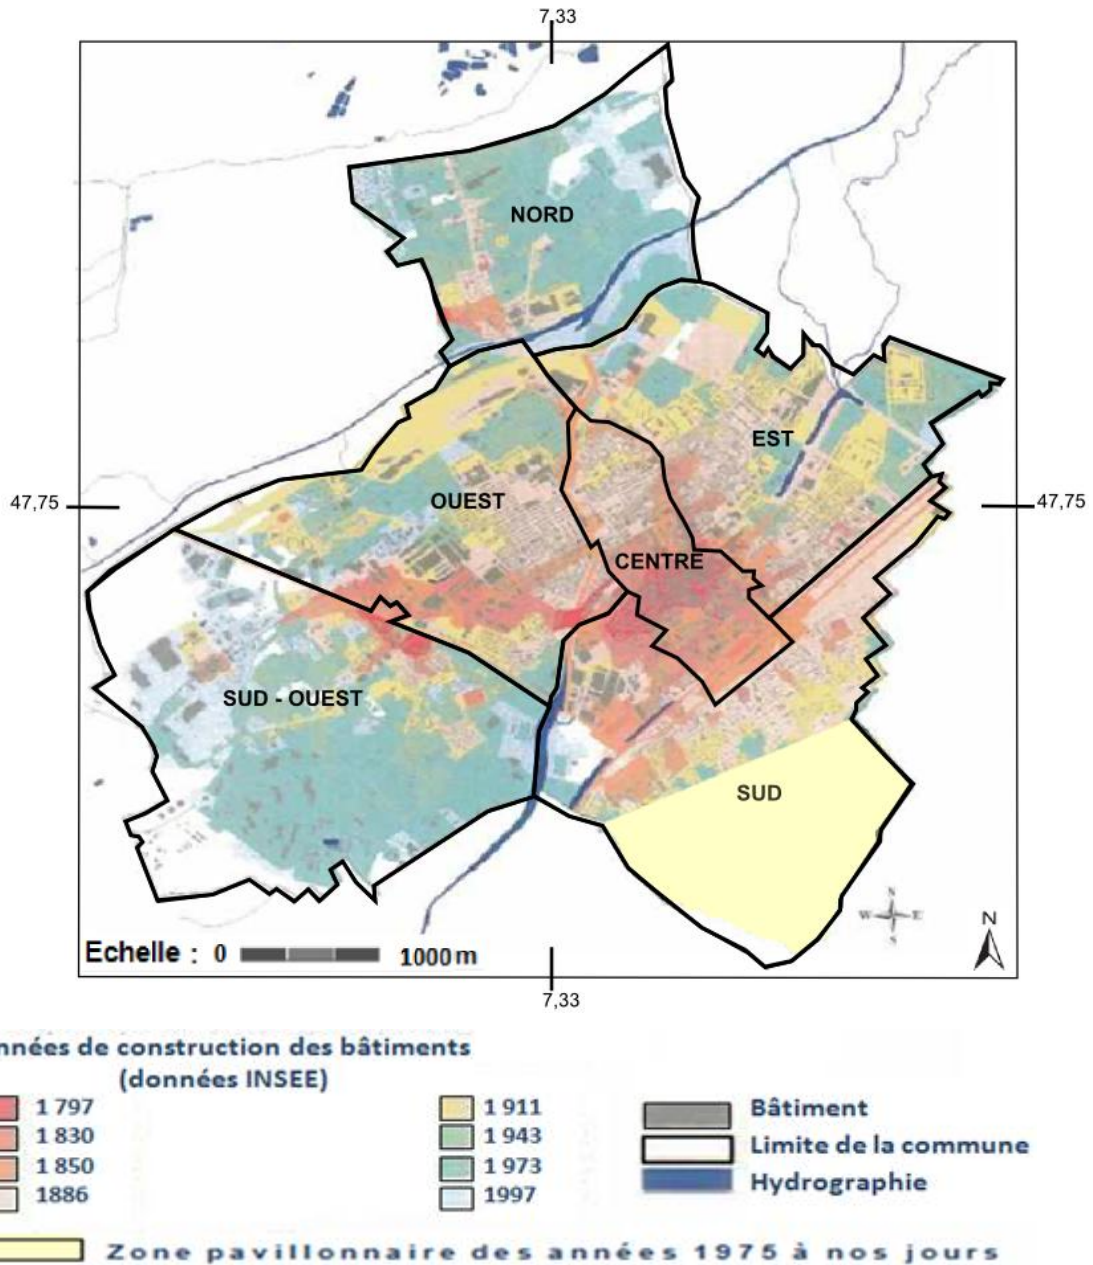 7,33
NORD
EST
47,75
OUEST
47,75
CENTRE
SUD - OUEST
SUD
N
W E
S
N
Echelle : 0 1000 m
7,33
nnées de construction des bâtiments
(données INSEE)
1 797
1 911
Bâtiment
1 830
1 943
Limite de la commune
1 850
1 973
Hydrographie
1886
1997
Zone pavillonnaire des années 1975 à nos jours